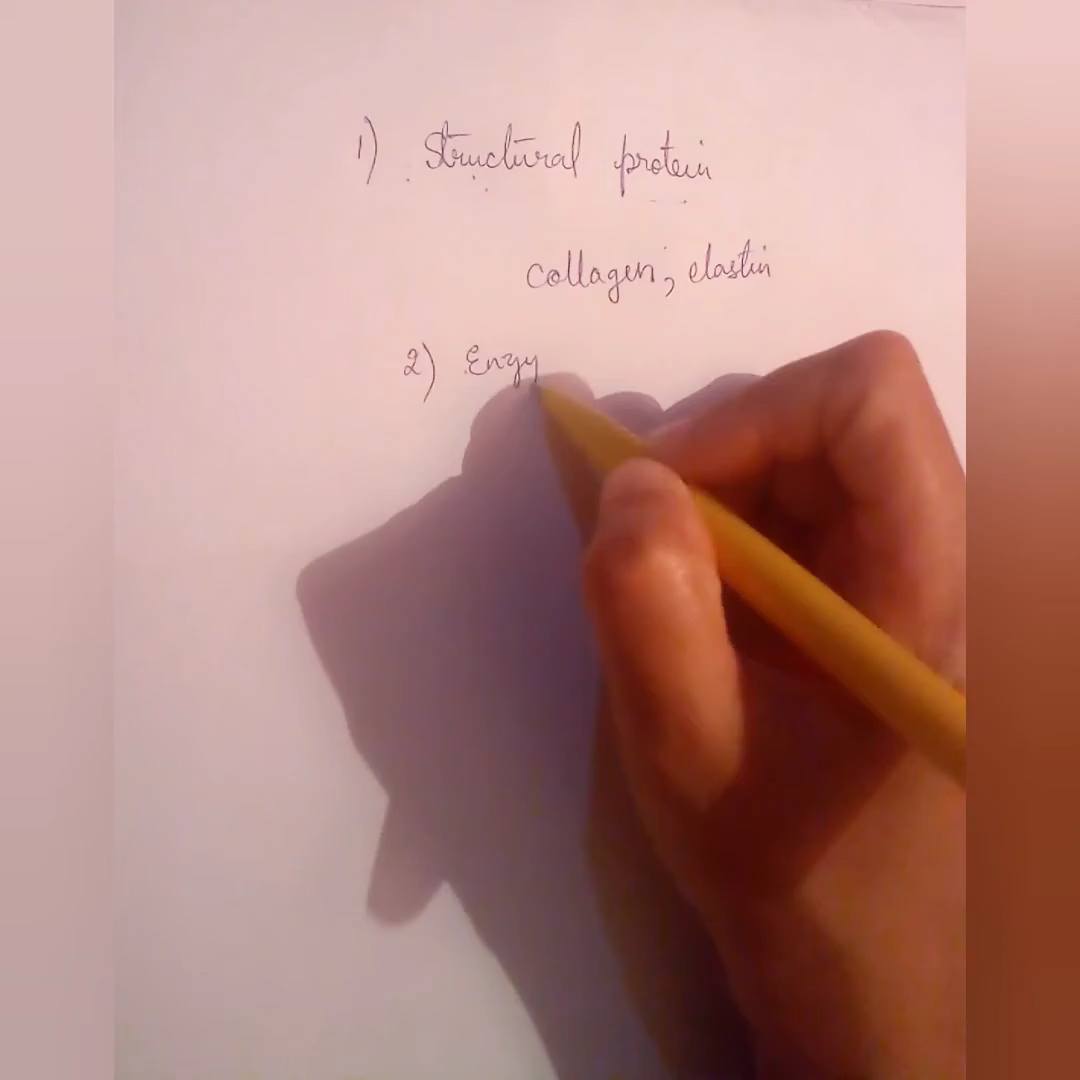 1) Structural protein
collagen, elastin
2) Enzy